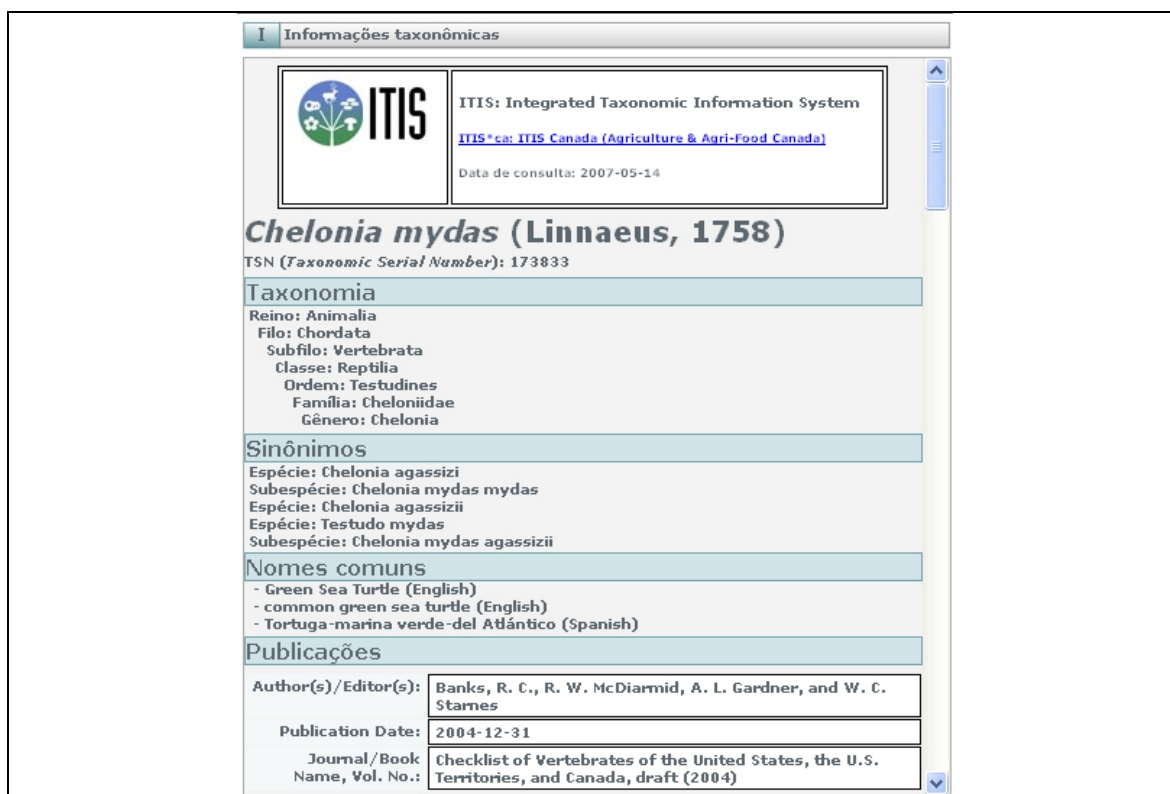 I Informações taxonômicas
ITIS
ITIS: Integrated Taxonomic Information System
ITIS*ca: ITIS Canada (Agriculture & Agri-Food Canada)
Data de consulta: 2007-05-14
Chelonia mydas (Linnaeus, 1758)
TSN (Taxonomic Serial Number): 173833
Taxonomia
Reino: Animalia
Filo: Chordata
Subfilo: Vertebrata
Classe: Reptilia
Ordem: Testudines
Família: Cheloniidae
Gênero: Chelonia
Sinônimos
Espécie: Chelonia agassizi
Subespécie: Chelonia mydas mydas
Espécie: Chelonia agassizii
Espécie: Testudo mydas
Subespécie: Chelonia mydas agassizii
Nomes comuns
- Green Sea Turtle (English)
- common green sea turtle (English)
- Tortuga-marina verde-del Atlántico (Spanish)
Publicações
Author(s)/Editor(s): Banks, R. C., R. W. McDiarmid, A. L. Gardner, and W. C.
Starnes
Publication Date: 2004-12-31
Journal/Book Name, Vol. No.: Checklist of Vertebrates of the United States, the U.S.
Territories, and Canada, draft (2004)